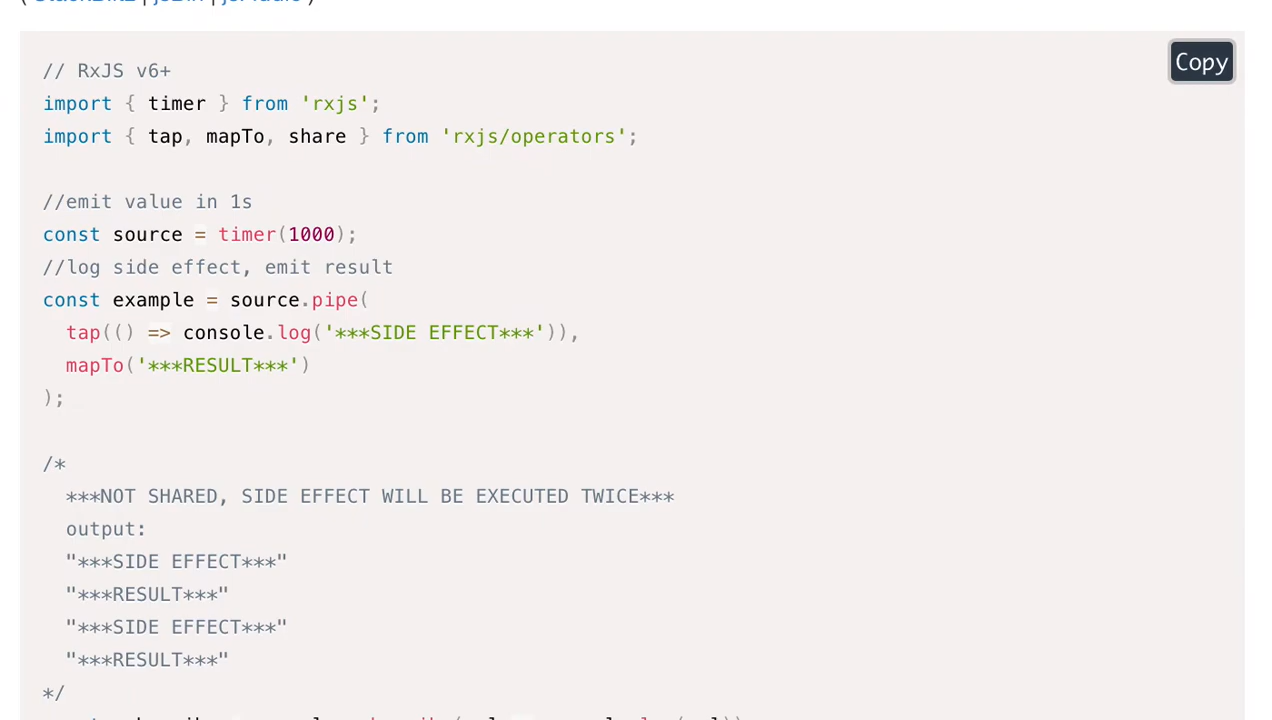 // RxJS v6+
Copy
import { timer } from 'rxjs';
import { tap, mapTo, share } from 'rxjs/operators';
//emit value in 1s
const source = timer(1000);
//log side effect, emit result
const example = source.pipe(
  tap(() => console.log('***SIDE EFFECT***')),
  mapTo('***RESULT***')
);
/*
  ***NOT SHARED, SIDE EFFECT WILL BE EXECUTED TWICE***
  output:
  "***SIDE EFFECT***"
  "***RESULT***"
  "***SIDE EFFECT***"
  "***RESULT***"
*/